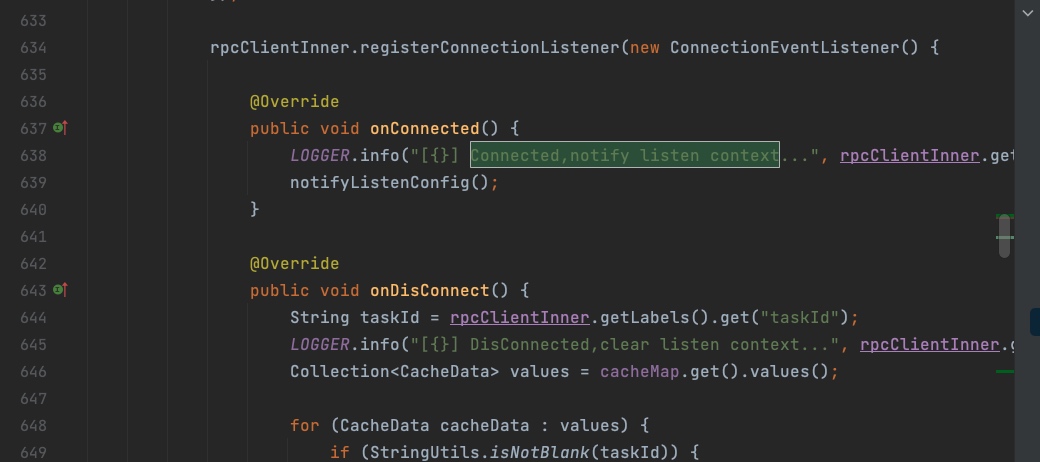 633
634 rpcClientInner.registerConnectionListener(new ConnectionEventListener() {
635
636 @Override
637 public void onConnected() {
638 LOGGER.info("[{}] Connected,notify listen context...", rpcClientInner.get
639 notifyListenConfig();
640 }
641
642 @Override
643 public void onDisConnect() {
644 String taskId = rpcClientInner.getLabels().get("taskId");
645 LOGGER.info("[{}] DisConnected,clear listen context...", rpcClientInner.g
646 Collection<CacheData> values = cacheMap.get().values();
647
648 for (CacheData cacheData : values) {
649 if (StringUtils.isNotBlank(taskId)) {